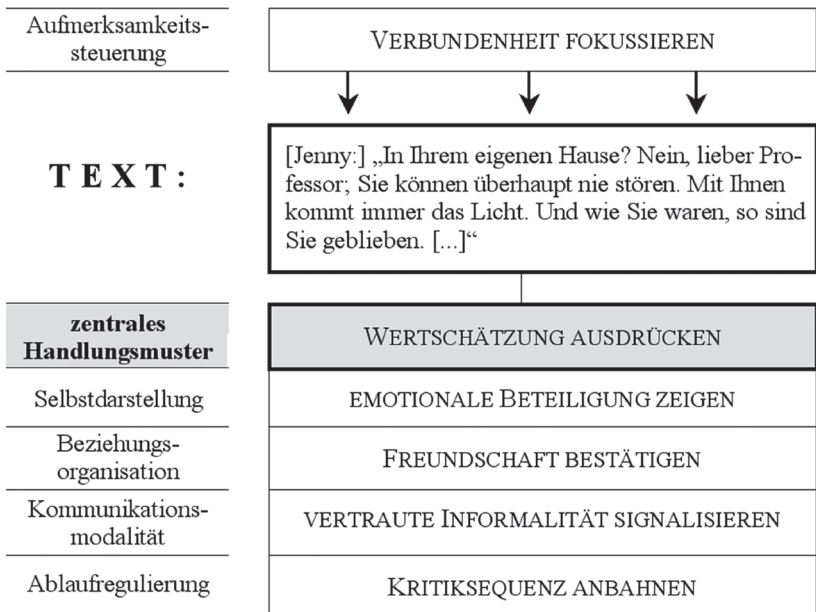 Aufmerksamkeits-
steuerung
VERBUNDENHEIT FOKUSSIEREN
TEXT:
[Jenny:] „In Ihrem eigenen Hause? Nein, lieber Pro-
fessor; Sie können überhaupt nie stören. Mit Ihnen
kommt immer das Licht. Und wie Sie waren, so sind
Sie geblieben. [...]“
zentrales
Handlungsmuster
WERTSCHÄTZUNG AUSDRÜCKEN
Selbstdarstellung
EMOTIONALE BETEILIGUNG ZEIGEN
Beziehungs-
organisation
FREUNDSCHAFT BESTÄTIGEN
Kommunikations-
modalität
VERTRAUTE INFORMALITÄT SIGNALISIEREN
Ablaufregulierung
KRITIKSEQUENZ ANBAHNEN